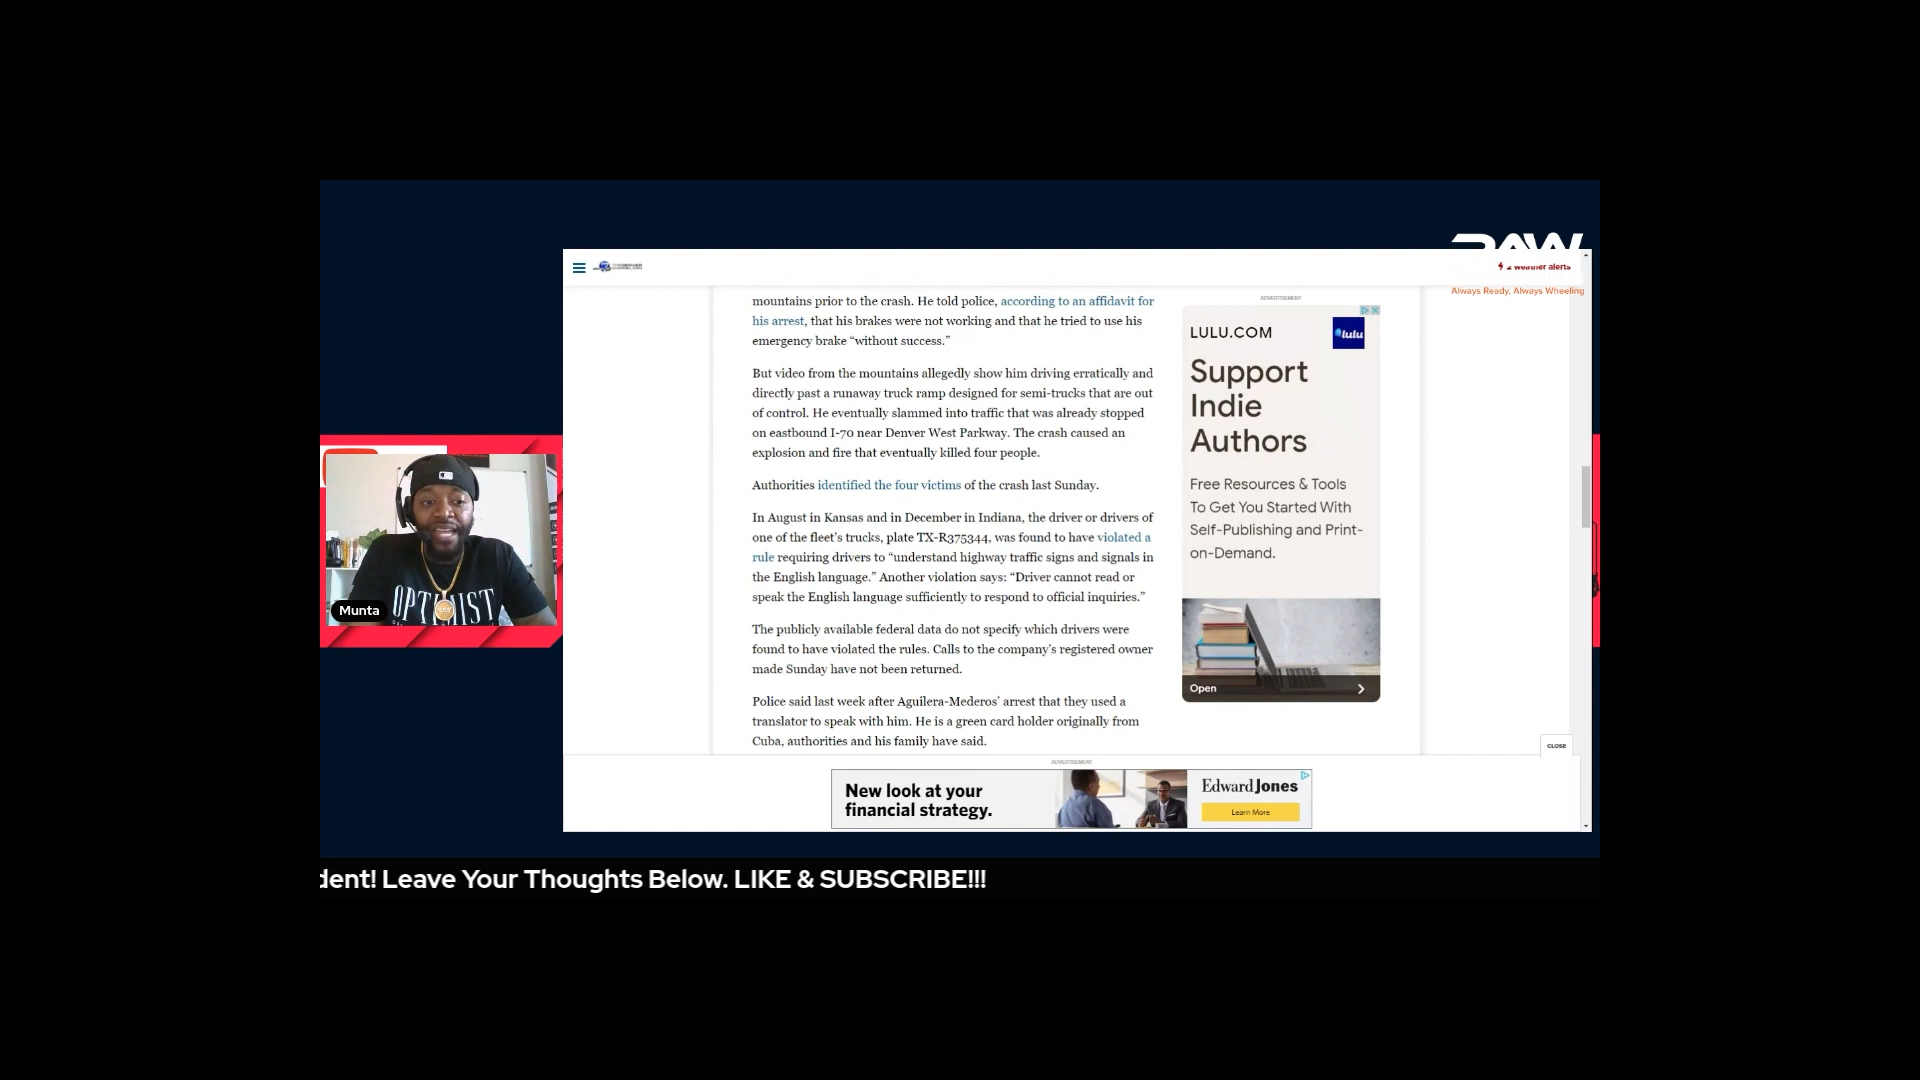 RAW
2 weather alerts
Always Ready. Always Wheeling
mountains prior to the crash. He told police, according to an affidavit for
his arrest, that his brakes were not working and that he tried to use his
emergency brake “without success.”
But video from the mountains allegedly show him driving erratically and
directly past a runaway truck ramp designed for semi-trucks that are out
of control. He eventually slammed into traffic that was already stopped
on eastbound I-70 near Denver West Parkway. The crash caused an
explosion and fire that eventually killed four people.
Authorities identified the four victims of the crash last Sunday.
In August in Kansas and in December in Indiana, the driver or drivers of
one of the fleet’s trucks, plate TX-R375344, was found to have violated a
rule requiring drivers to “understand highway traffic signs and signals in
the English language.” Another violation says: “Driver cannot read or
speak the English language sufficiently to respond to official inquiries.”
The publicly available federal data do not specify which drivers were
found to have violated the rules. Calls to the company’s registered owner
made Sunday have not been returned.
Police said last week after Aguilera-Mederos’ arrest that they used a
translator to speak with him. He is a green card holder originally from
Cuba, authorities and his family have said.
ADVERTISEMENT
LULU.COM
lulu
Support
Indie
Authors
Free Resources & Tools
To Get You Started With
Self-Publishing and Print-
on-Demand.
Open
OPTIMIST
Munta
CLOSE
ADVERTISEMENT
New look at your
financial strategy.
Edward Jones
Learn More
dent! Leave Your Thoughts Below. LIKE & SUBSCRIBE!!!